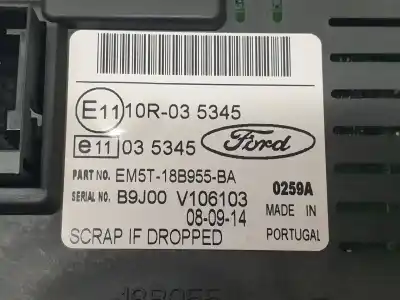 E11 10R-03 5345
e11 03 5345
Ford
PART NO. EM5T-18B955-BA
SERIAL NO. B9J00 V106103
0259A
08-09-14
MADE IN
PORTUGAL
SCRAP IF DROPPED